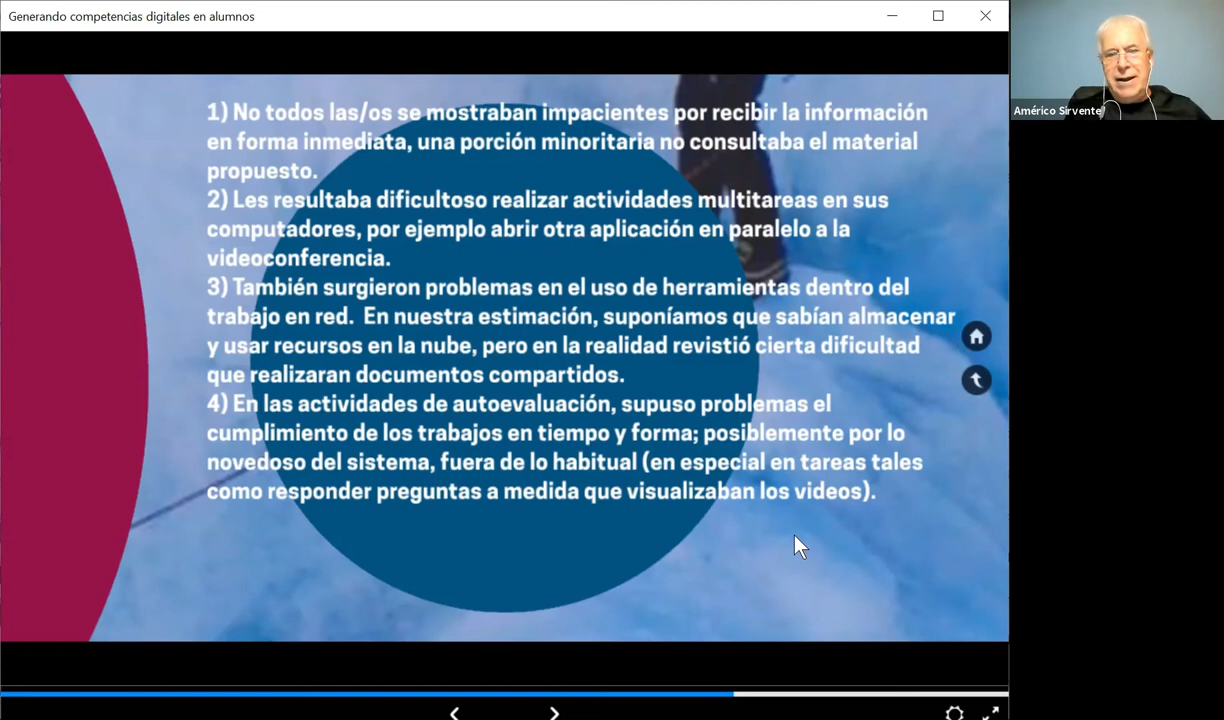 Generando competencias digitales en alumnos
Américo Sirvente
1) No todos las/os se mostraban impacientes por recibir la información
en forma inmediata, una porción minoritaria no consultaba el material
propuesto.
2) Les resultaba dificultoso realizar actividades multitareas en sus
computadores, por ejemplo abrir otra aplicación en paralelo a la
videoconferencia.
3) También surgieron problemas en el uso de herramientas dentro del
trabajo en red. En nuestra estimación, suponíamos que sabían almacenar
y usar recursos en la nube, pero en la realidad revistió cierta dificultad
que realizaran documentos compartidos.
4) En las actividades de autoevaluación, supuso problemas el
cumplimiento de los trabajos en tiempo y forma; posiblemente por lo
novedoso del sistema, fuera de lo habitual (en especial en tareas tales
como responder preguntas a medida que visualizaban los videos).